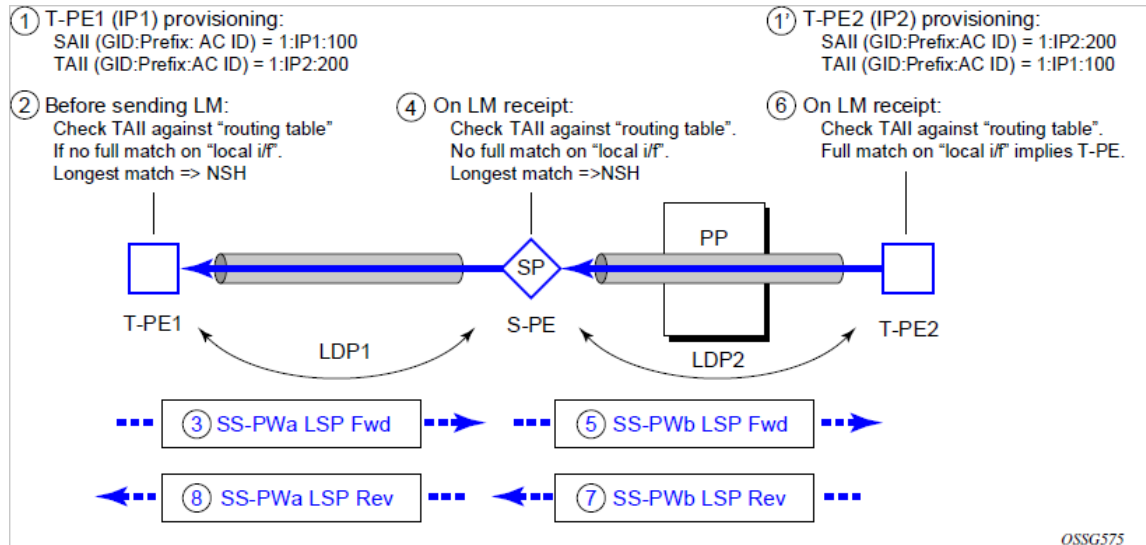 1 T-PE1 (IP1) provisioning:
SAII (GID:Prefix: AC ID) = 1:IP1:100
TAII (GID:Prefix:AC ID) = 1:IP2:200
1' T-PE2 (IP2) provisioning:
SAII (GID:Prefix:AC ID) = 1:IP2:200
TAII (GID:Prefix:AC ID) = 1:IP1:100
2 Before sending LM:
Check TAII against “routing table”
If no full match on “local i/f”.
Longest match => NSH
4 On LM receipt:
Check TAII against “routing table”.
No full match on “local i/f”.
Longest match =>NSH
6 On LM receipt:
Check TAII against “routing table”.
Full match on “local i/f” implies T-PE.
PP
SP
T-PE1
S-PE
T-PE2
LDP1
LDP2
3 SS-PWa LSP Fwd
5 SS-PWb LSP Fwd
8 SS-PWa LSP Rev
7 SS-PWb LSP Rev
OSSG575